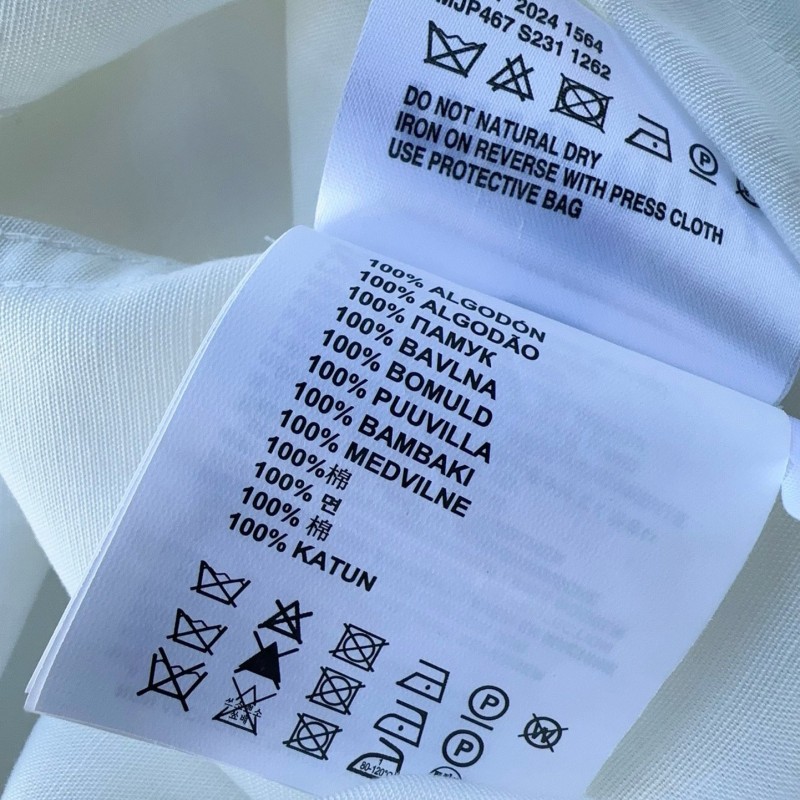 2024 1564
MJP467 S231 1262
P
DO NOT NATURAL DRY
IRON ON REVERSE WITH PRESS CLOTH
USE PROTECTIVE BAG
100% ALGODÓN
100% ALGODÃO
100% ПАМУК
100% BAVLNA
100% BOMULD
100% PUUVILLA
100% BAMBAKI
100% MEDVILNE
100%棉
100% 면
100% 棉
100% KATUN
P
W
P
80-120°C